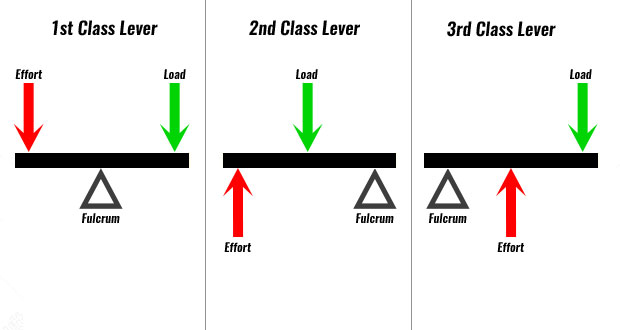 1st Class Lever
Effort
Load
Fulcrum
2nd Class Lever
Load
Effort
Fulcrum
3rd Class Lever
Load
Fulcrum
Effort